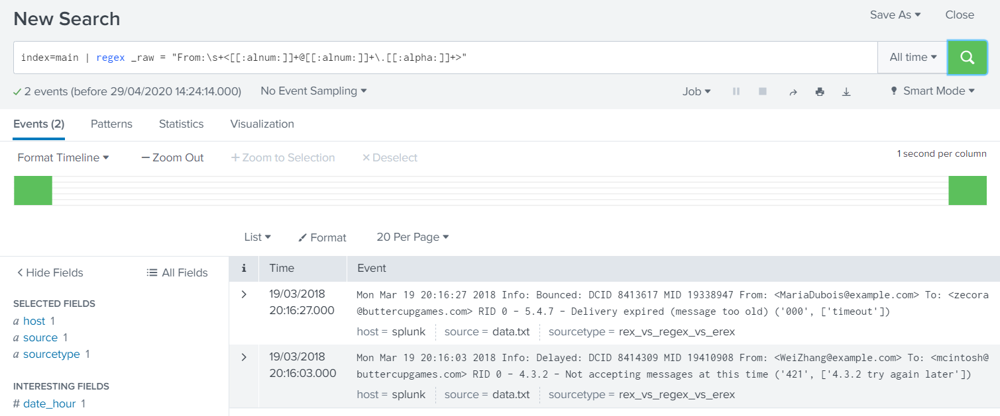 New Search
Save As Close
index=main | regex _raw = "From:\s+<[[:alnum:]]+@[[:alnum:]]+\.[[:alpha:]]+>"
All time
2 events (before 29/04/2020 14:24:14.000) No Event Sampling
Job Smart Mode
Events (2) Patterns Statistics Visualization
Format Timeline — Zoom Out + Zoom to Selection × Deselect
1 second per column
List Format 20 Per Page
< Hide Fields All Fields
i Time Event
SELECTED FIELDS
a host 1
a source 1
a sourcetype 1
INTERESTING FIELDS
# date_hour 1
> 19/03/2018
20:16:27.000
Mon Mar 19 20:16:27 2018 Info: Bounced: DCID 8413617 MID 19338947 From: <MariaDubois@example.com> To: <zecora
@buttercupgames.com> RID 0 - 5.4.7 - Delivery expired (message too old) ('000', ['timeout'])
host = splunk source = data.txt sourcetype = rex_vs_regex_vs_erex
> 19/03/2018
20:16:03.000
Mon Mar 19 20:16:03 2018 Info: Delayed: DCID 8414309 MID 19410908 From: <WeiZhang@example.com> To: <mcintosh@
buttercupgames.com> RID 0 - 4.3.2 - Not accepting messages at this time ('421', ['4.3.2 try again later'])
host = splunk source = data.txt sourcetype = rex_vs_regex_vs_erex